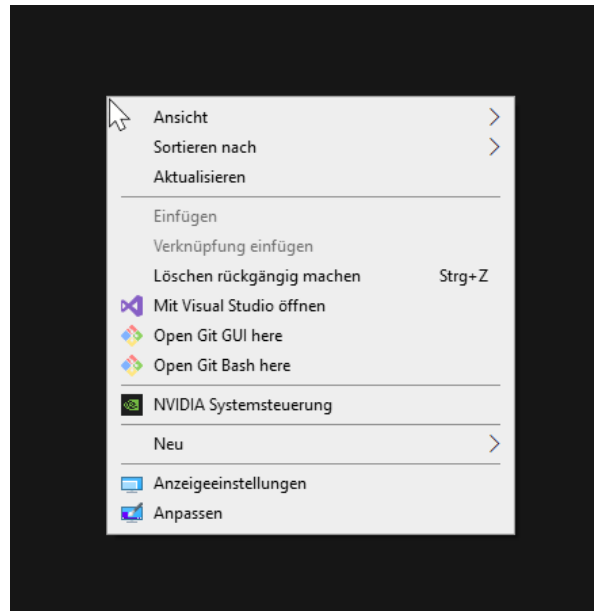 Ansicht
Sortieren nach
Aktualisieren
Einfügen
Verknüpfung einfügen
Löschen rückgängig machen Strg+Z
Mit Visual Studio öffnen
Open Git GUI here
Open Git Bash here
NVIDIA Systemsteuerung
Neu
Anzeigeeinstellungen
Anpassen